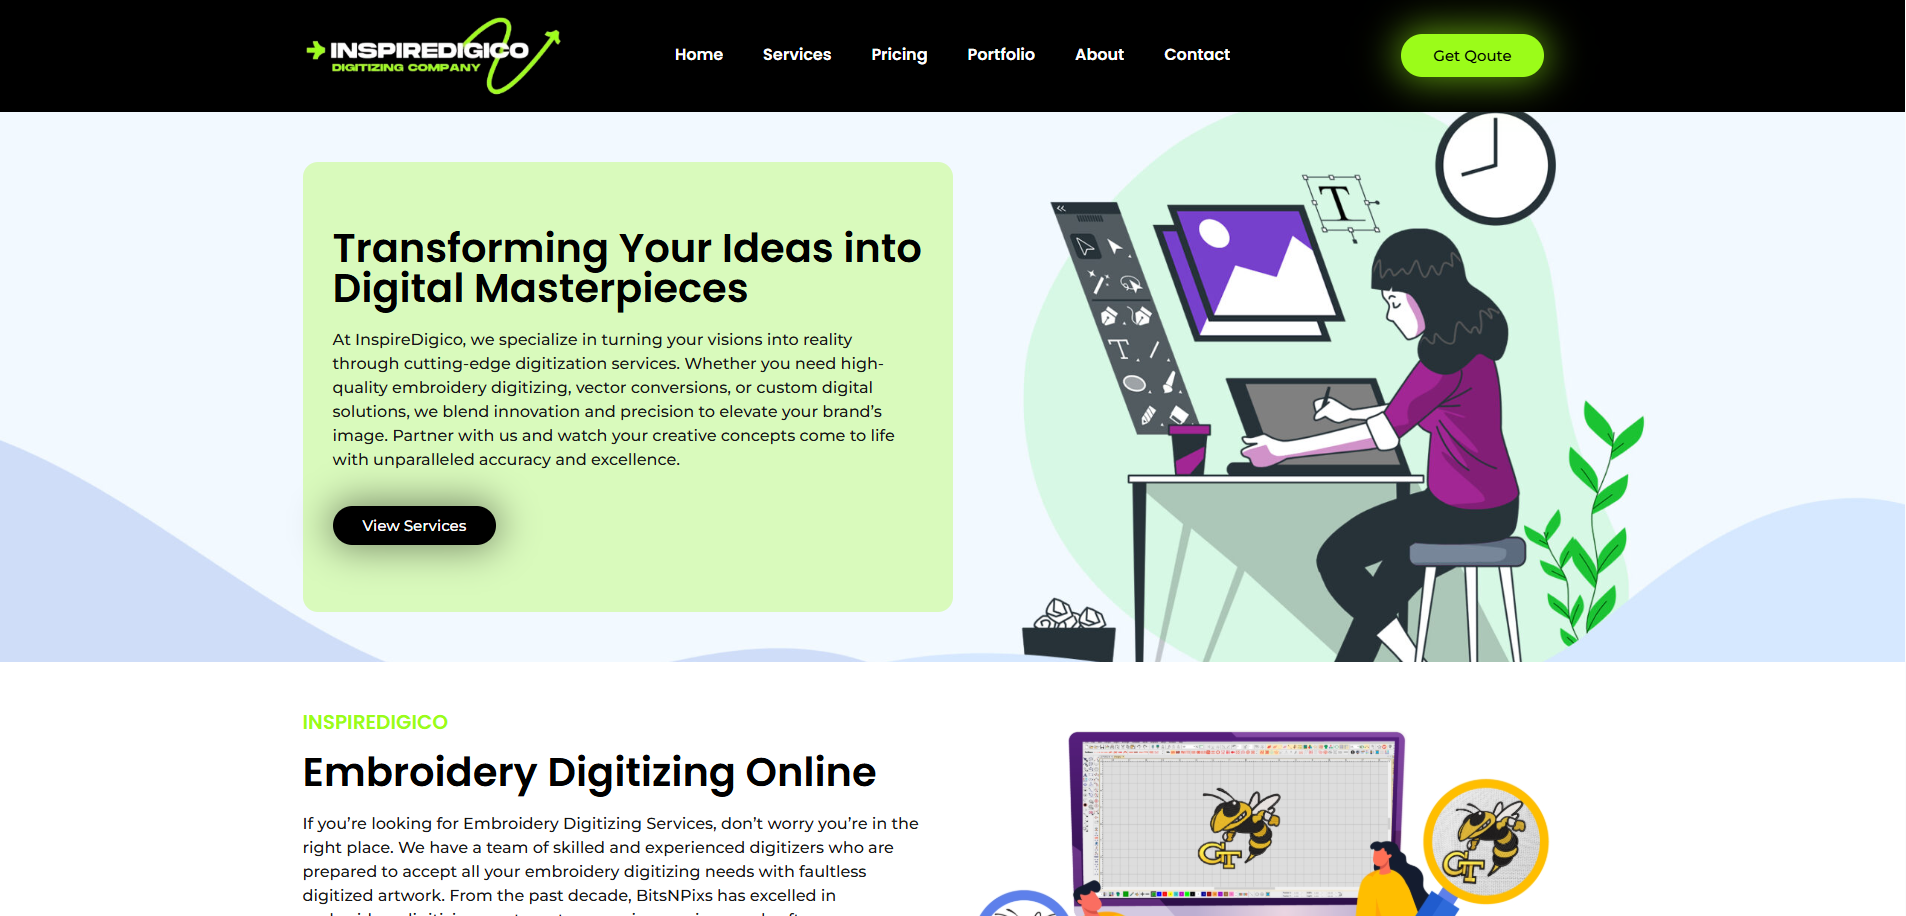 INSPIREDIGICO
DIGITIZING COMPANY
Home
Services
Pricing
Portfolio
About
Contact
Get Qoute
Transforming Your Ideas into
Digital Masterpieces
At InspireDigico, we specialize in turning your visions into reality
through cutting-edge digitization services. Whether you need high-
quality embroidery digitizing, vector conversions, or custom digital
solutions, we blend innovation and precision to elevate your brand’s
image. Partner with us and watch your creative concepts come to life
with unparalleled accuracy and excellence.
View Services
T
T
INSPIREDIGICO
Embroidery Digitizing Online
If you’re looking for Embroidery Digitizing Services, don’t worry you’re in the
right place. We have a team of skilled and experienced digitizers who are
prepared to accept all your embroidery digitizing needs with faultless
digitized artwork. From the past decade, BitsNPixs has excelled in
GT
GT